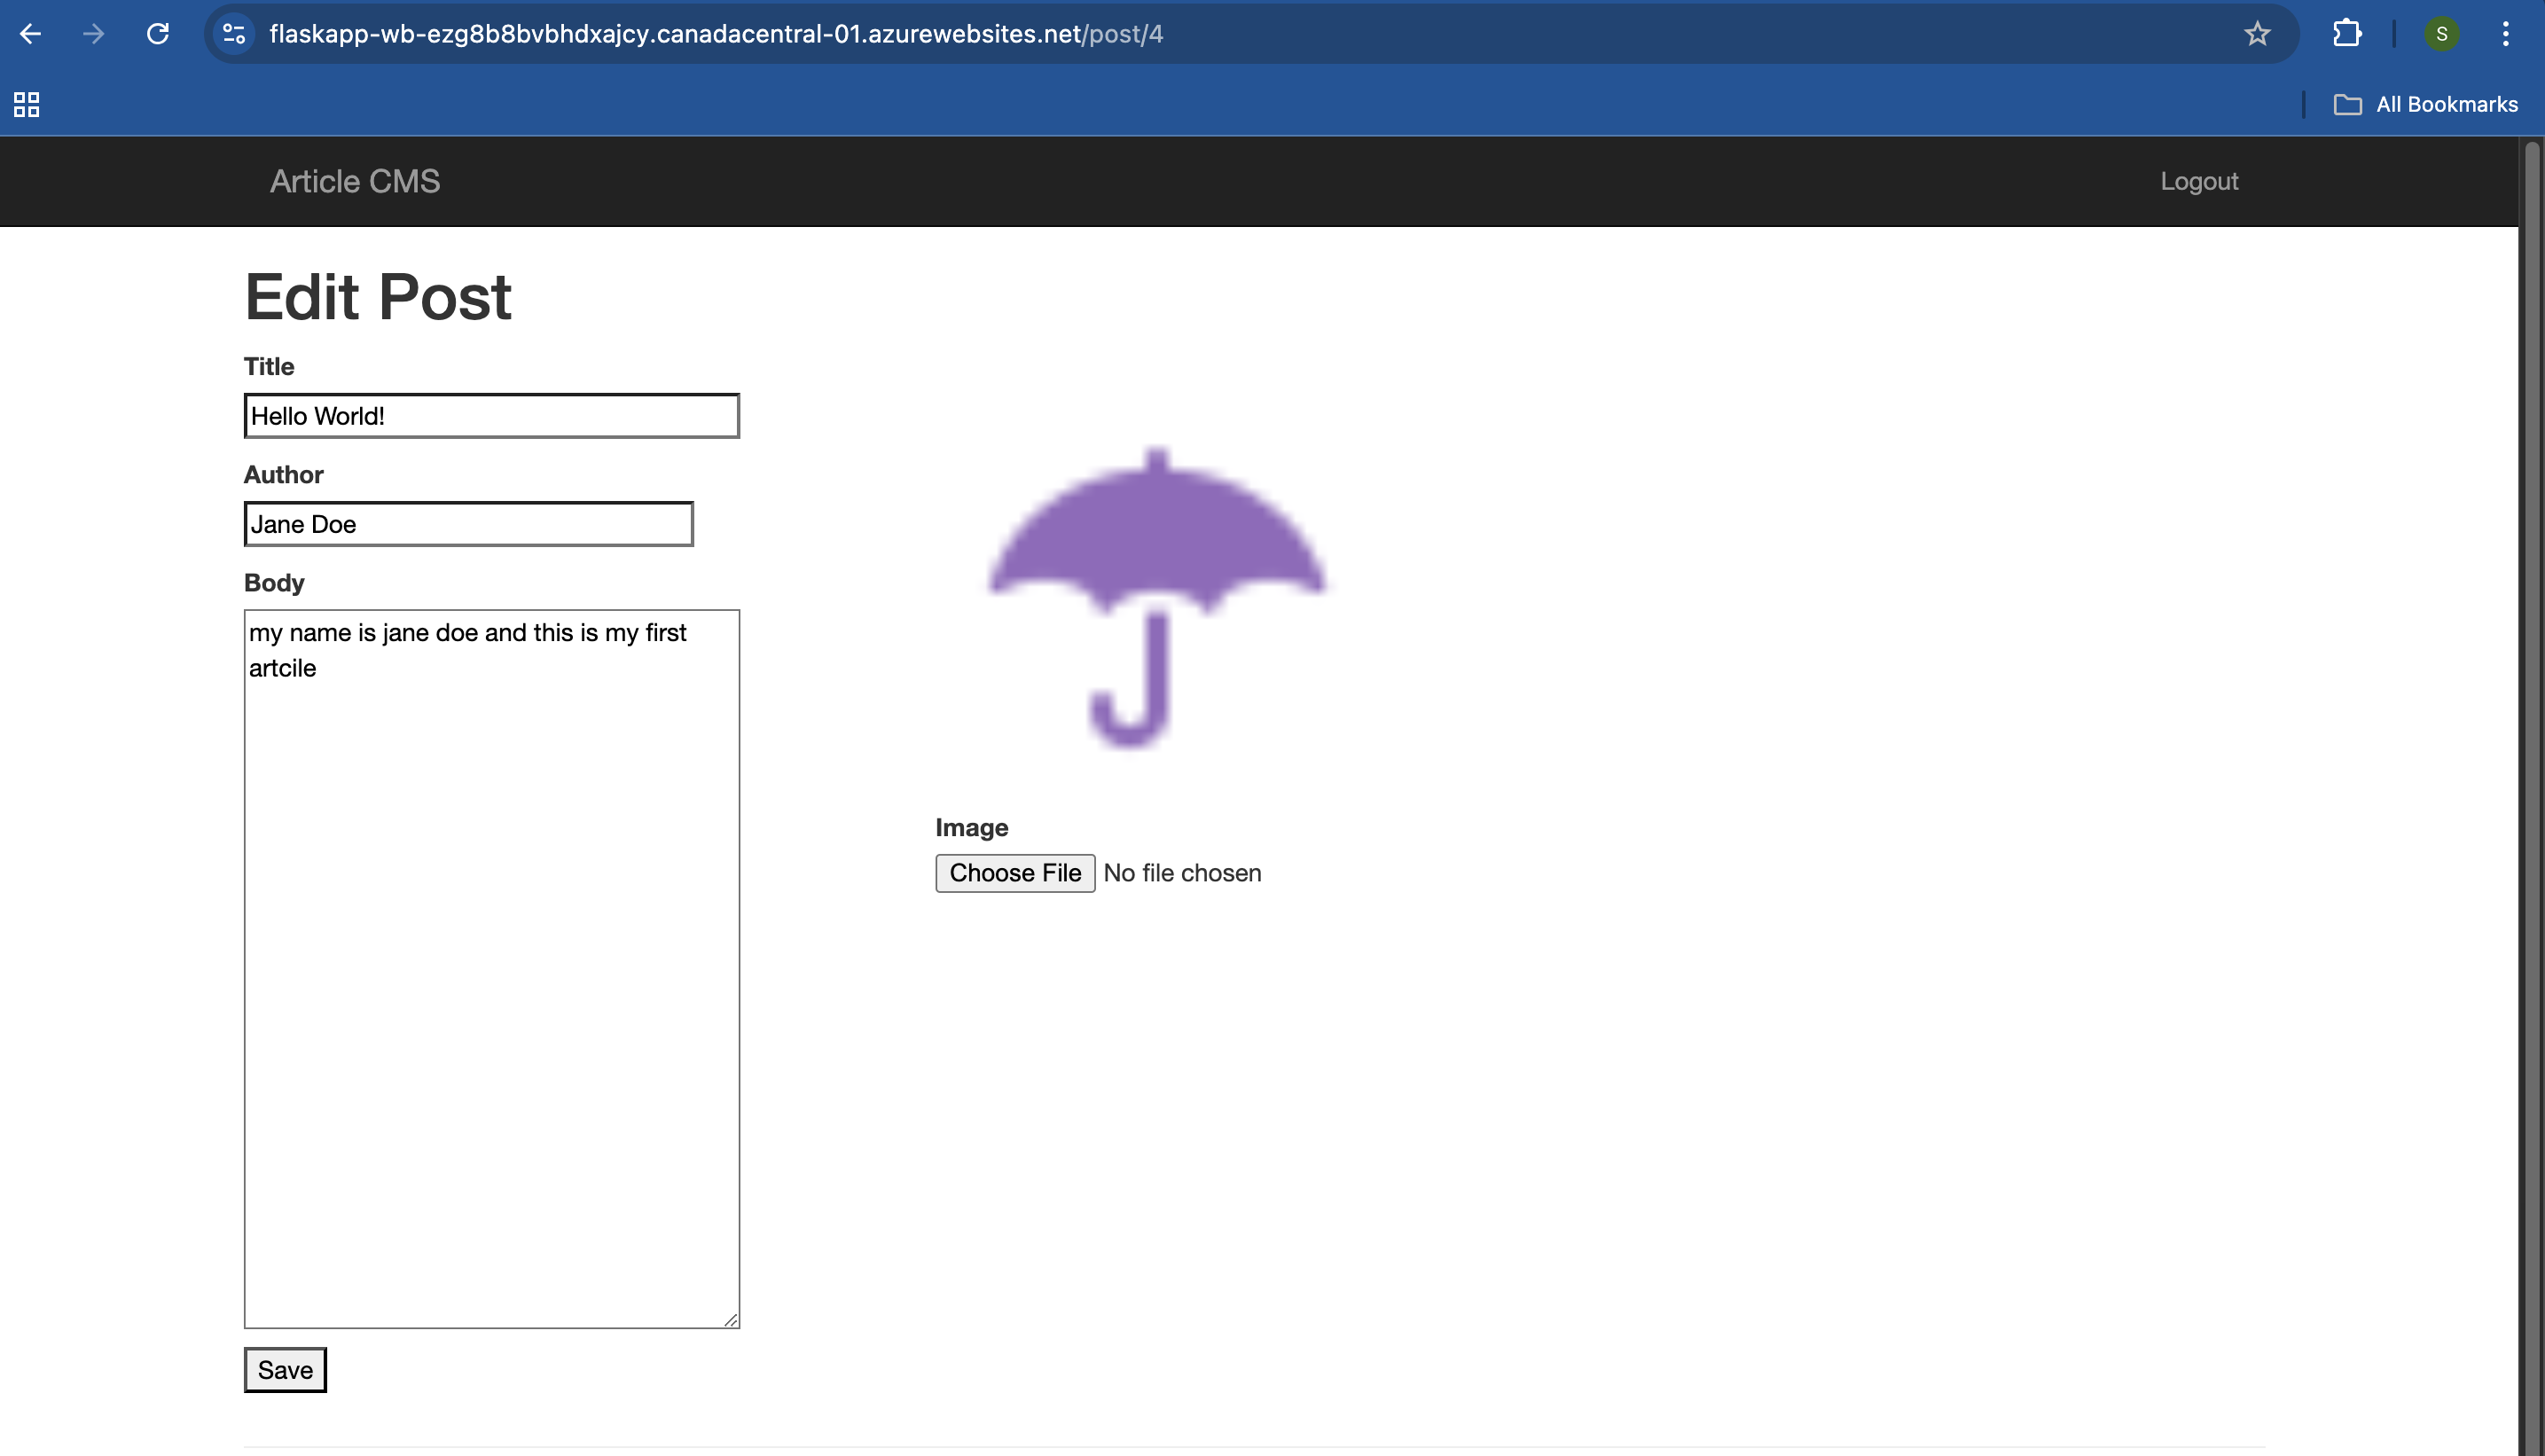 flaskapp-wb-ezg8b8bvbhdxajcy.canadacentral-01.azurewebsites.net/post/4
S
All Bookmarks
Article CMS
Logout
Edit Post
Title
Hello World!
Author
Jane Doe
Body
my name is jane doe and this is my first
artcile
Image
Choose File No file chosen
Save